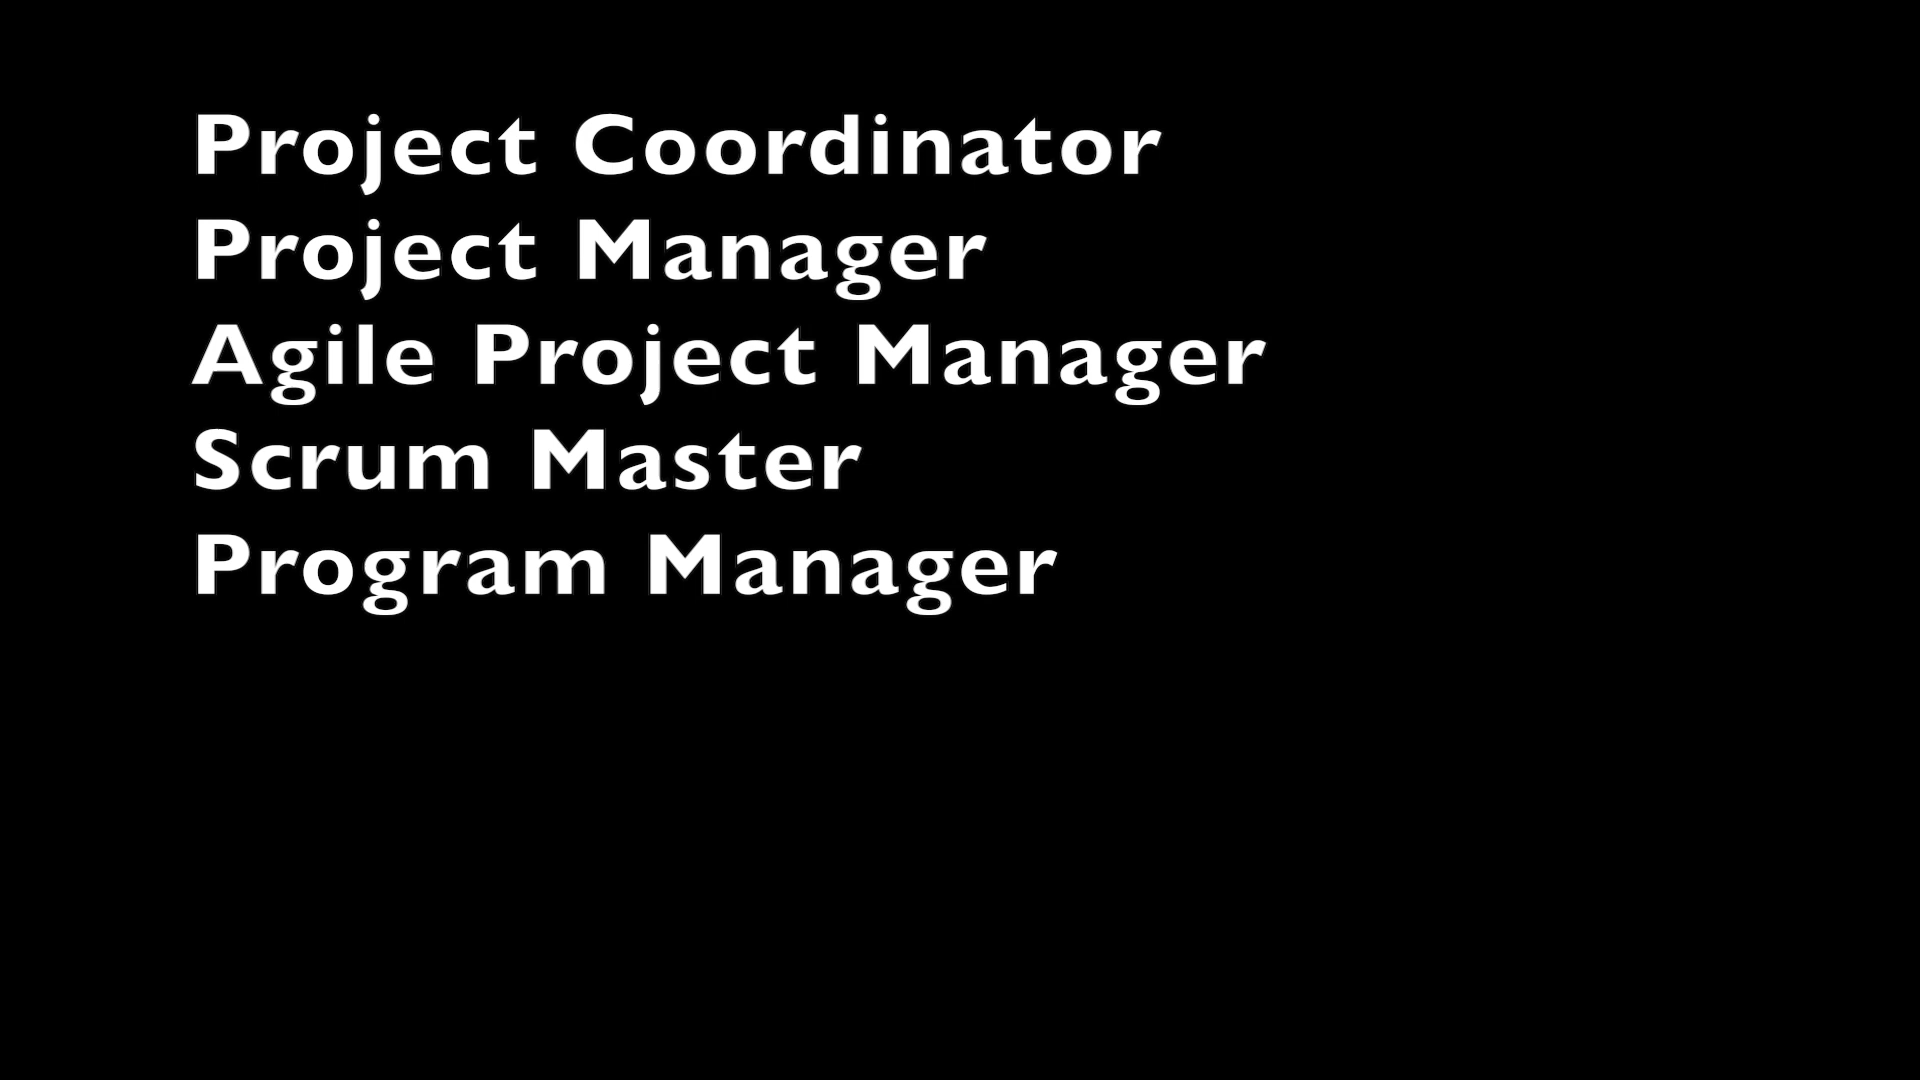 Project Coordinator
Project Manager
Agile Project Manager
Scrum Master
Program Manager